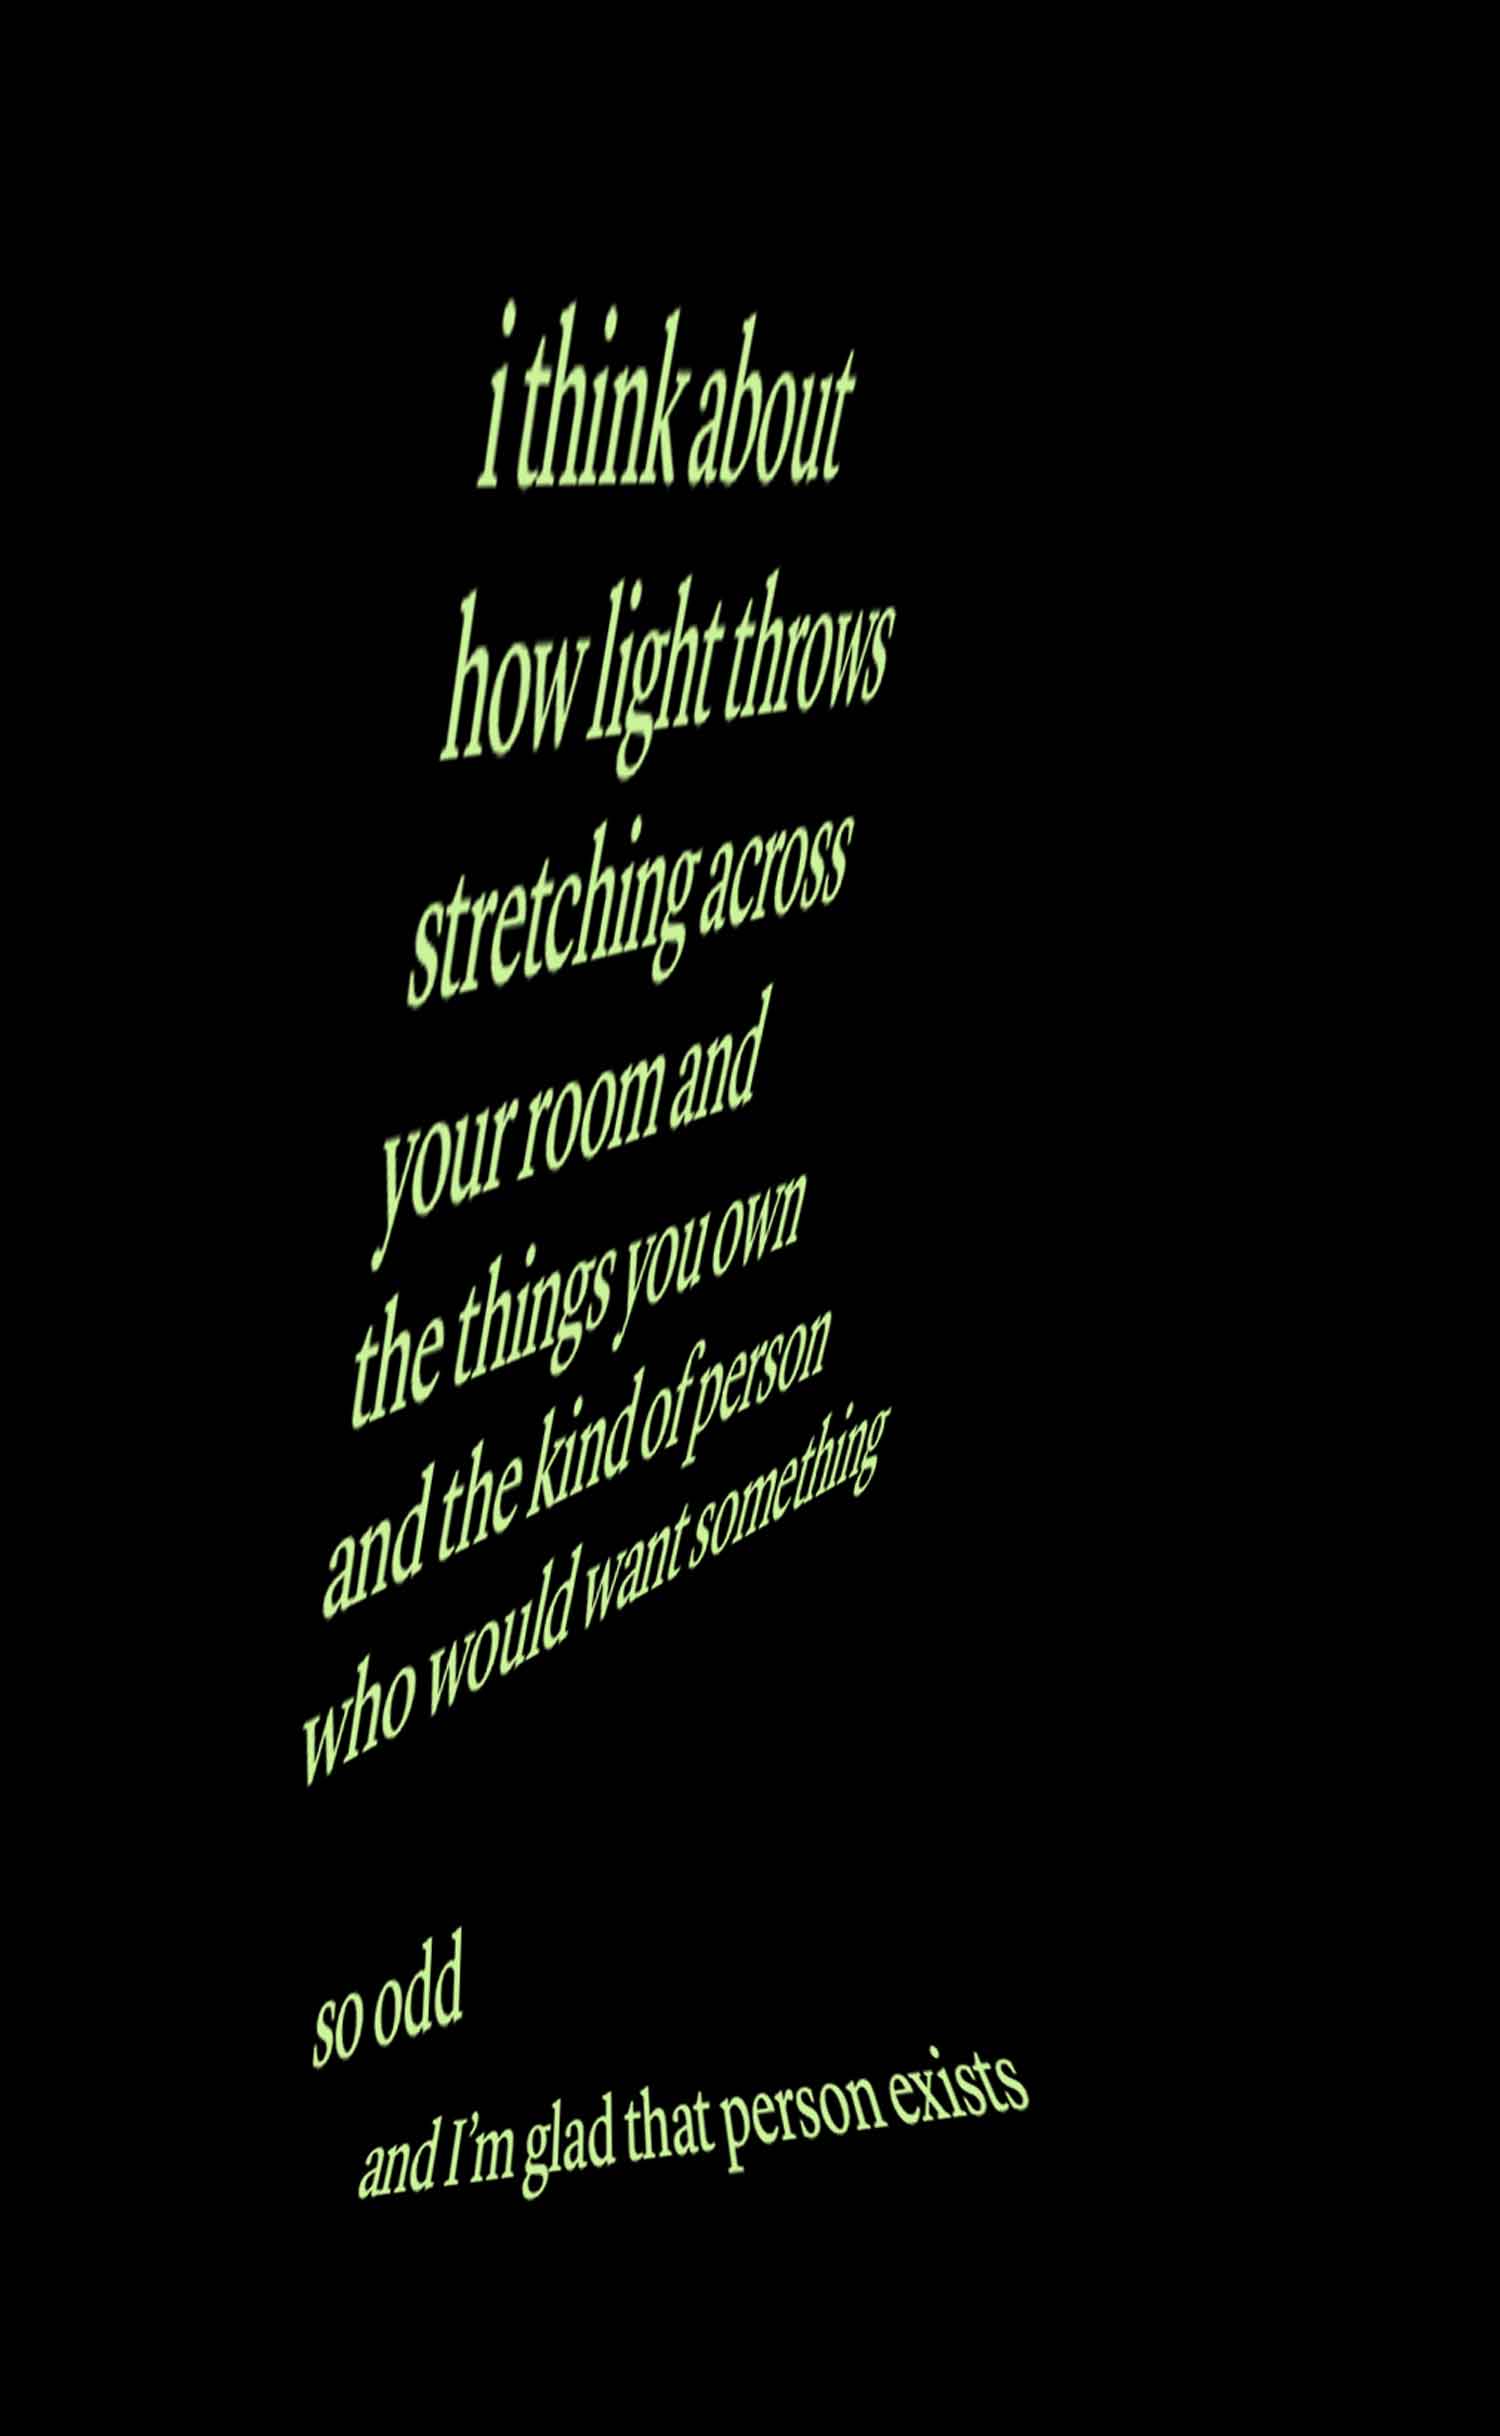 i think about
how light throws
stretching across
your room and
the things you own
and the kind of person
who would want something
so odd
and I'm glad that person exists